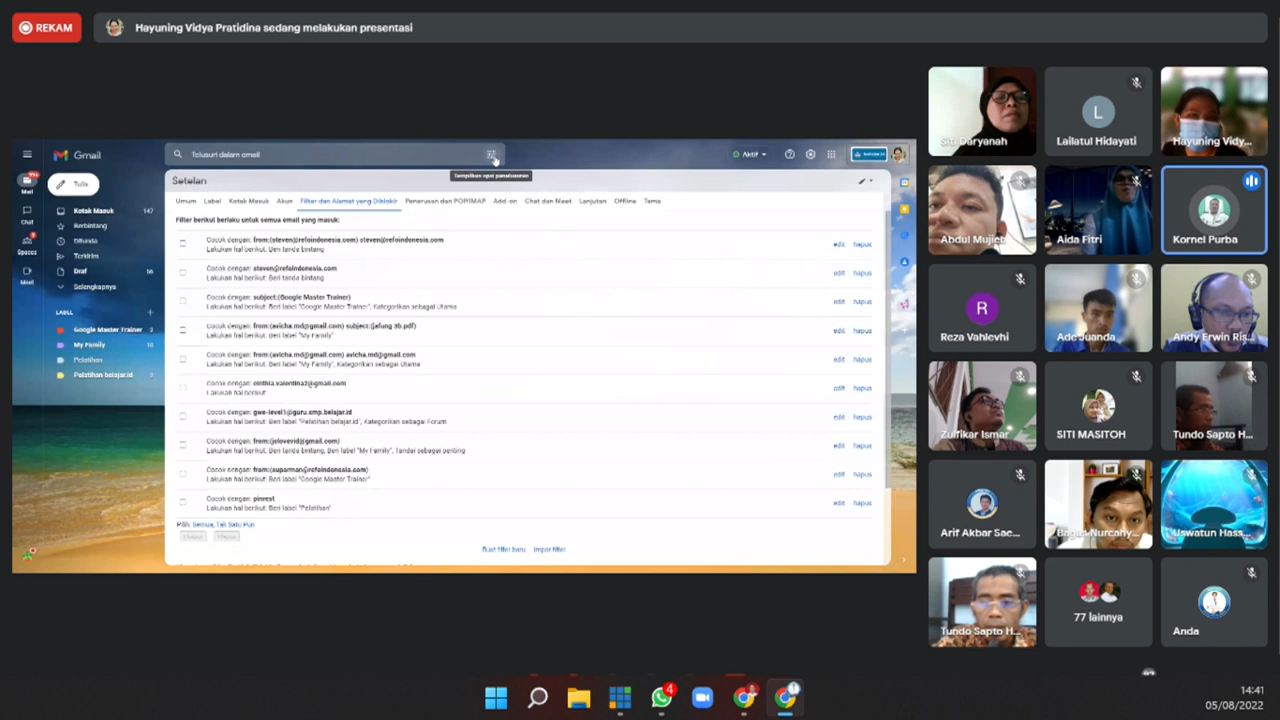 REKAM
Hayuning Vidya Pratidina sedang melakukan presentasi
Gmail
Telusuri dalam email
Aktif
Tampilkan opsi penelusuran
Tulis
Mail
Chat
Spaces
Meet
Kotak Masuk 147
Berbintang
Ditunda
Terkirim
Draf 16
Selengkapnya
LABEL
Google Master Trainer 2
My Family 10
Pelatihan
Pelatihan belajar.id
Setelan
Umum Label Kotak Masuk Akun Filter dan Alamat yang Diblokir Penerusan dan POP/IMAP Add-on Chat dan Meet Lanjutan Offline Tema
Filter berikut berlaku untuk semua email yang masuk:
Cocok dengan: from:(steven@refoindonesia.com) steven@refoindonesia.com
Lakukan hal berikut: Beri tanda bintang
edit hapus
Cocok dengan: steven@refoindonesia.com
Lakukan hal berikut: Beri tanda bintang
edit hapus
Cocok dengan: subject:(Google Master Trainer)
Lakukan hal berikut: Beri label "Google Master Trainer", Kategorikan sebagai Utama
edit hapus
Cocok dengan: from:(avicha.md@gmail.com) subject:(jafung 3b.pdf)
Lakukan hal berikut: Beri label "My Family"
edit hapus
Cocok dengan: from:(avicha.md@gmail.com) avicha.md@gmail.com
Lakukan hal berikut: Beri label "My Family", Kategorikan sebagai Utama
edit hapus
Cocok dengan: cinthia.valentina2@gmail.com
Lakukan hal berikut:
edit hapus
Cocok dengan: gwe-level1@guru.smp.belajar.id
Lakukan hal berikut: Beri label "Pelatihan belajar.id", Kategorikan sebagai Forum
edit hapus
Cocok dengan: from:(jclovevid@gmail.com)
Lakukan hal berikut: Beri tanda bintang, Beri label "My Family", Tandai sebagai penting
edit hapus
Cocok dengan: from:(suparman@refoindonesia.com)
Lakukan hal berikut: Beri label "Google Master Trainer"
edit hapus
Cocok dengan: pinrest
Lakukan hal berikut: Beri label "Pelatihan"
edit hapus
Pilih: Semua, Tak Satu Pun
Buat filter baru Impor filter
Siti Daryanah
L
Lailatul Hidayati
Hayuning Vidy...
Abdul Mujieb
Aida Fitri
Kornel Purba
R
Reza Vahlevhi
Ade Juanda
Andy Erwin Ris...
Zulfikar Ismar
SITI MASITOH
Tundo Sapto H...
Arif Akbar Sae...
Bagus Nurcahy...
Uswatun Hass...
Tundo Sapto H...
77 lainnya
Anda
4
14:41
05/08/2022